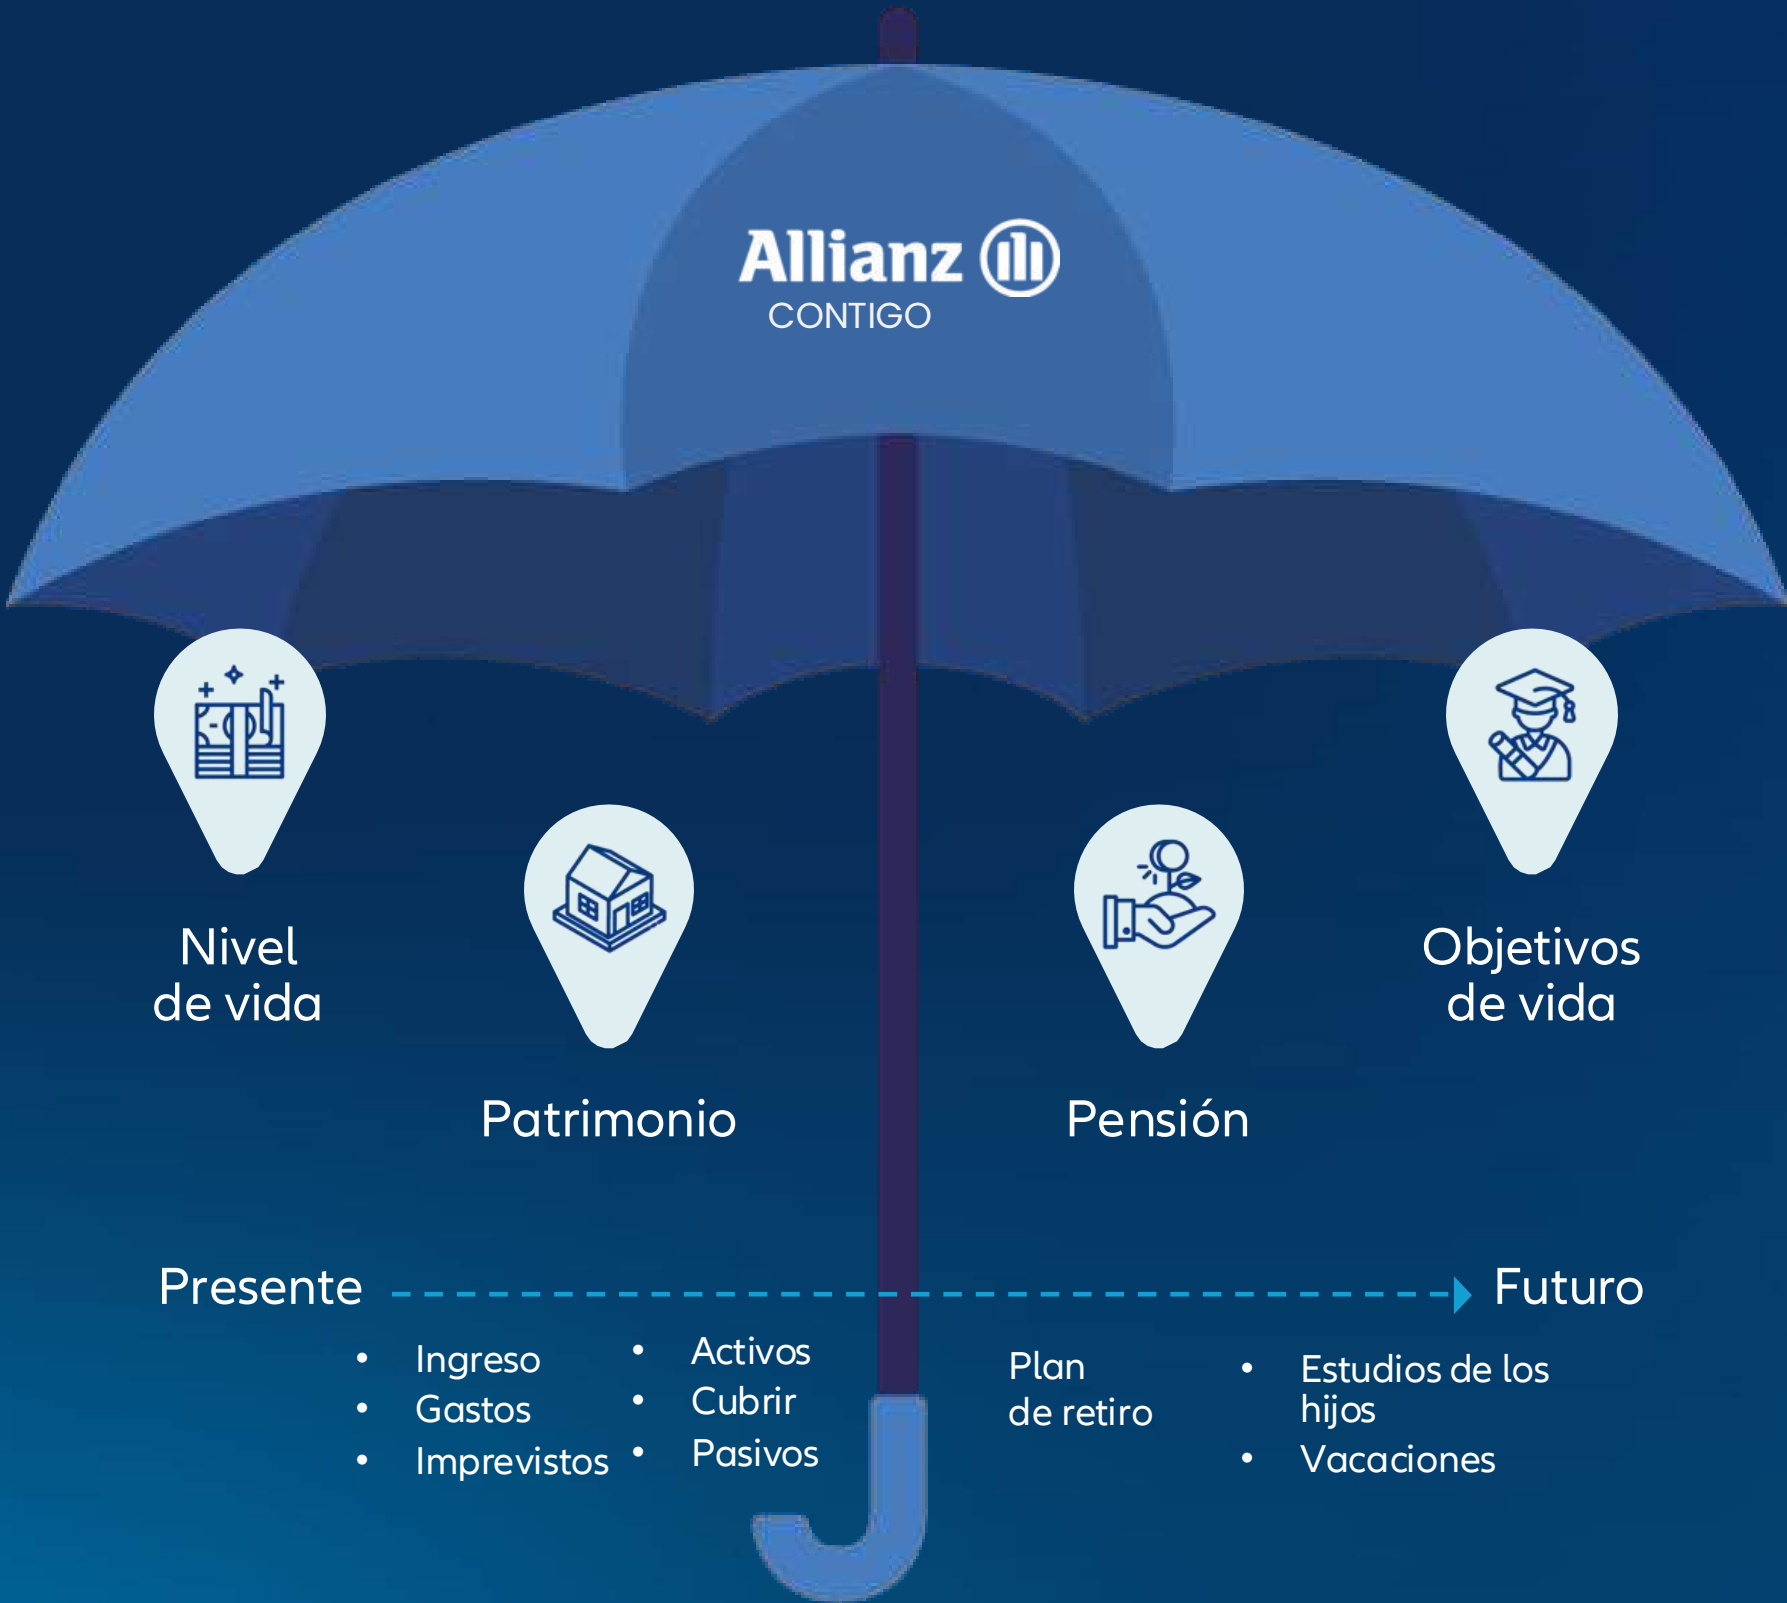 Allianz
CONTIGO
Nivel
de vida
Patrimonio
Pensión
Objetivos
de vida
Presente
Futuro
• Ingreso
• Gastos
• Imprevistos
• Activos
• Cubrir
• Pasivos
Plan
de retiro
• Estudios de los
hijos
• Vacaciones